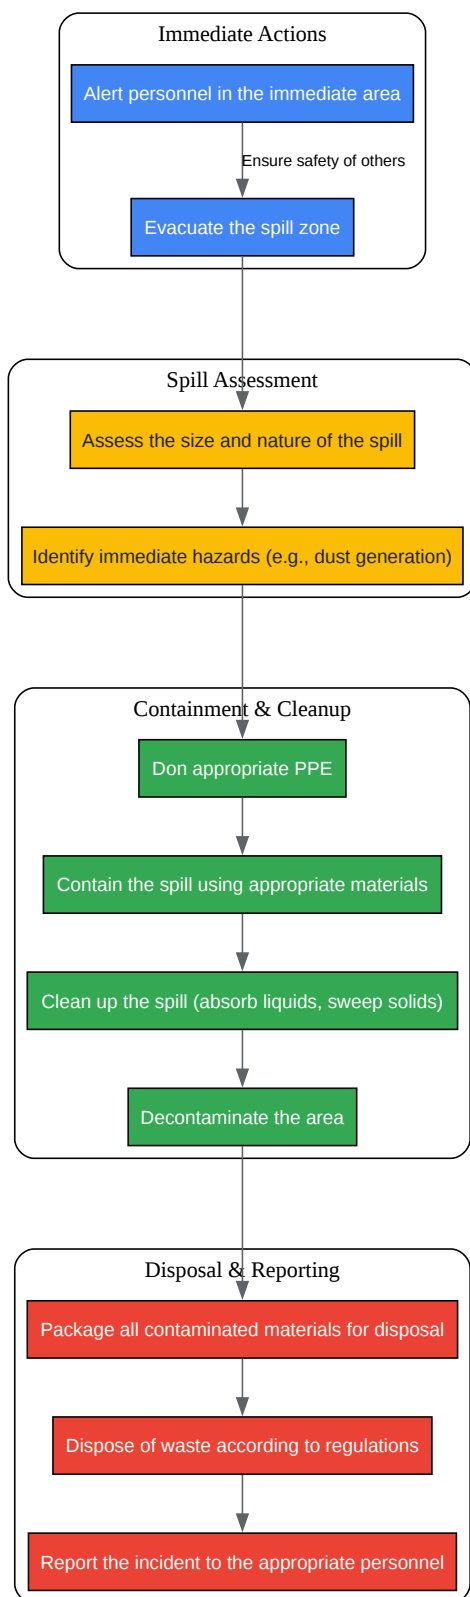 Immediate Actions
Alert personnel in the immediate area
Ensure safety of others
Evacuate the spill zone
Spill Assessment
Assess the size and nature of the spill
Identify immediate hazards (e.g., dust generation)
Containment & Cleanup
Don appropriate PPE
Contain the spill using appropriate materials
Clean up the spill (absorb liquids, sweep solids)
Decontaminate the area
Disposal & Reporting
Package all contaminated materials for disposal
Dispose of waste according to regulations
Report the incident to the appropriate personnel